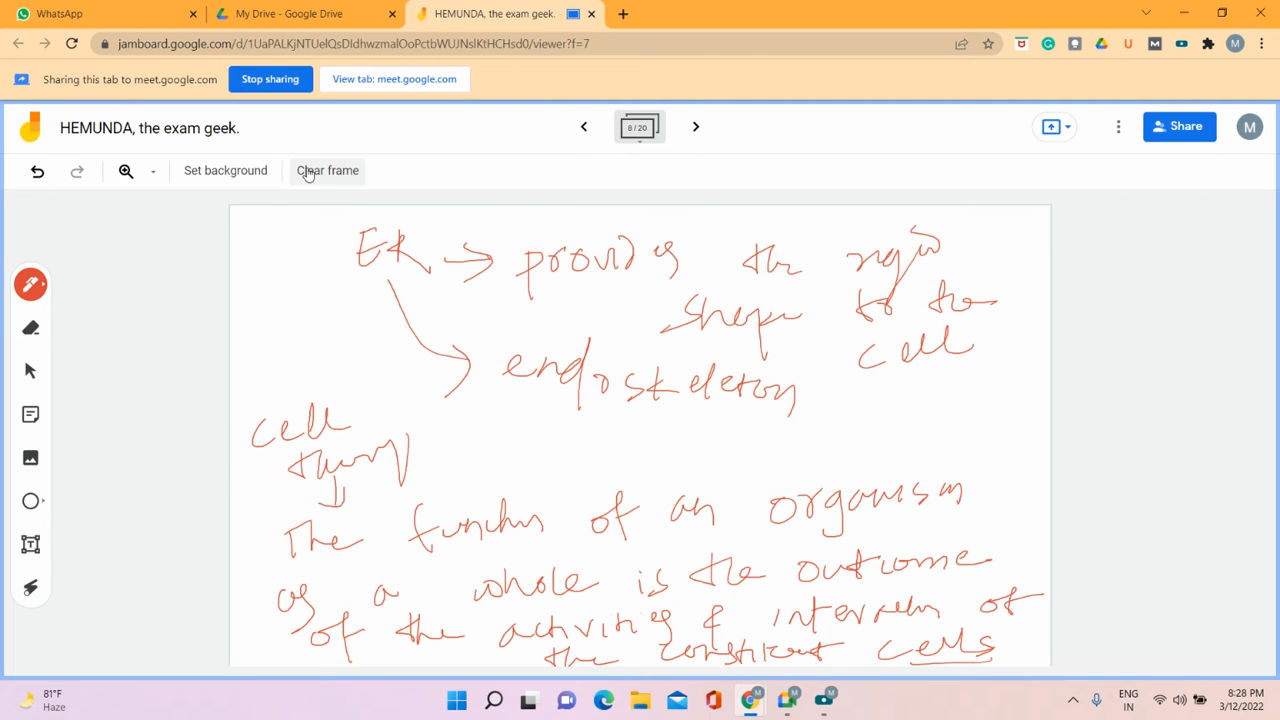 WhatsApp
My Drive - Google Drive
HEMUNDA, the exam geek.
jamboard.google.com/d/1UaPALKjNTUelQsDIdhwzmalOoPctbWUJNsIKtHCHsd0/viewer?f=7
Sharing this tab to meet.google.com
Stop sharing
View tab: meet.google.com
HEMUNDA, the exam geek.
8 / 20
Share
M
Set background
Clear frame
ER → provides the rigid
shape to the
cell
endoskeleton
cell
theory
The function of an organism
as a whole is the outcome
of the activities & interaction of
the constituent cells
81°F
Haze
ENG
IN
8:28 PM
3/12/2022